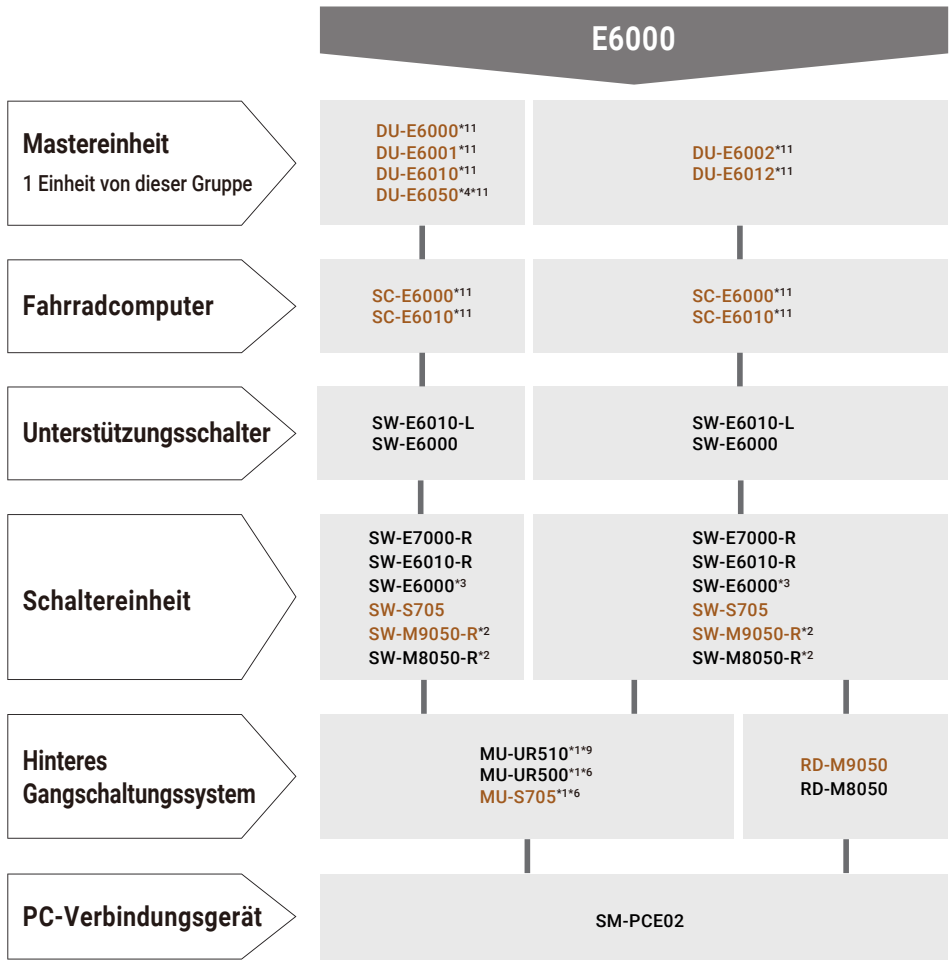 E6000
Mastereinheit
1 Einheit von dieser Gruppe
DU-E6000*11
DU-E6001*11
DU-E6010*11
DU-E6050*4*11
DU-E6002*11
DU-E6012*11
Fahrradcomputer
SC-E6000*11
SC-E6010*11
SC-E6000*11
SC-E6010*11
Unterstützungsschalter
SW-E6010-L
SW-E6000
SW-E6010-L
SW-E6000
Schaltereinheit
SW-E7000-R
SW-E6010-R
SW-E6000*3
SW-S705
SW-M9050-R*2
SW-M8050-R*2
SW-E7000-R
SW-E6010-R
SW-E6000*3
SW-S705
SW-M9050-R*2
SW-M8050-R*2
Hinteres
Gangschaltungssystem
MU-UR510*1*9
MU-UR500*1*6
MU-S705*1*6
RD-M9050
RD-M8050
PC-Verbindungsgerät
SM-PCE02